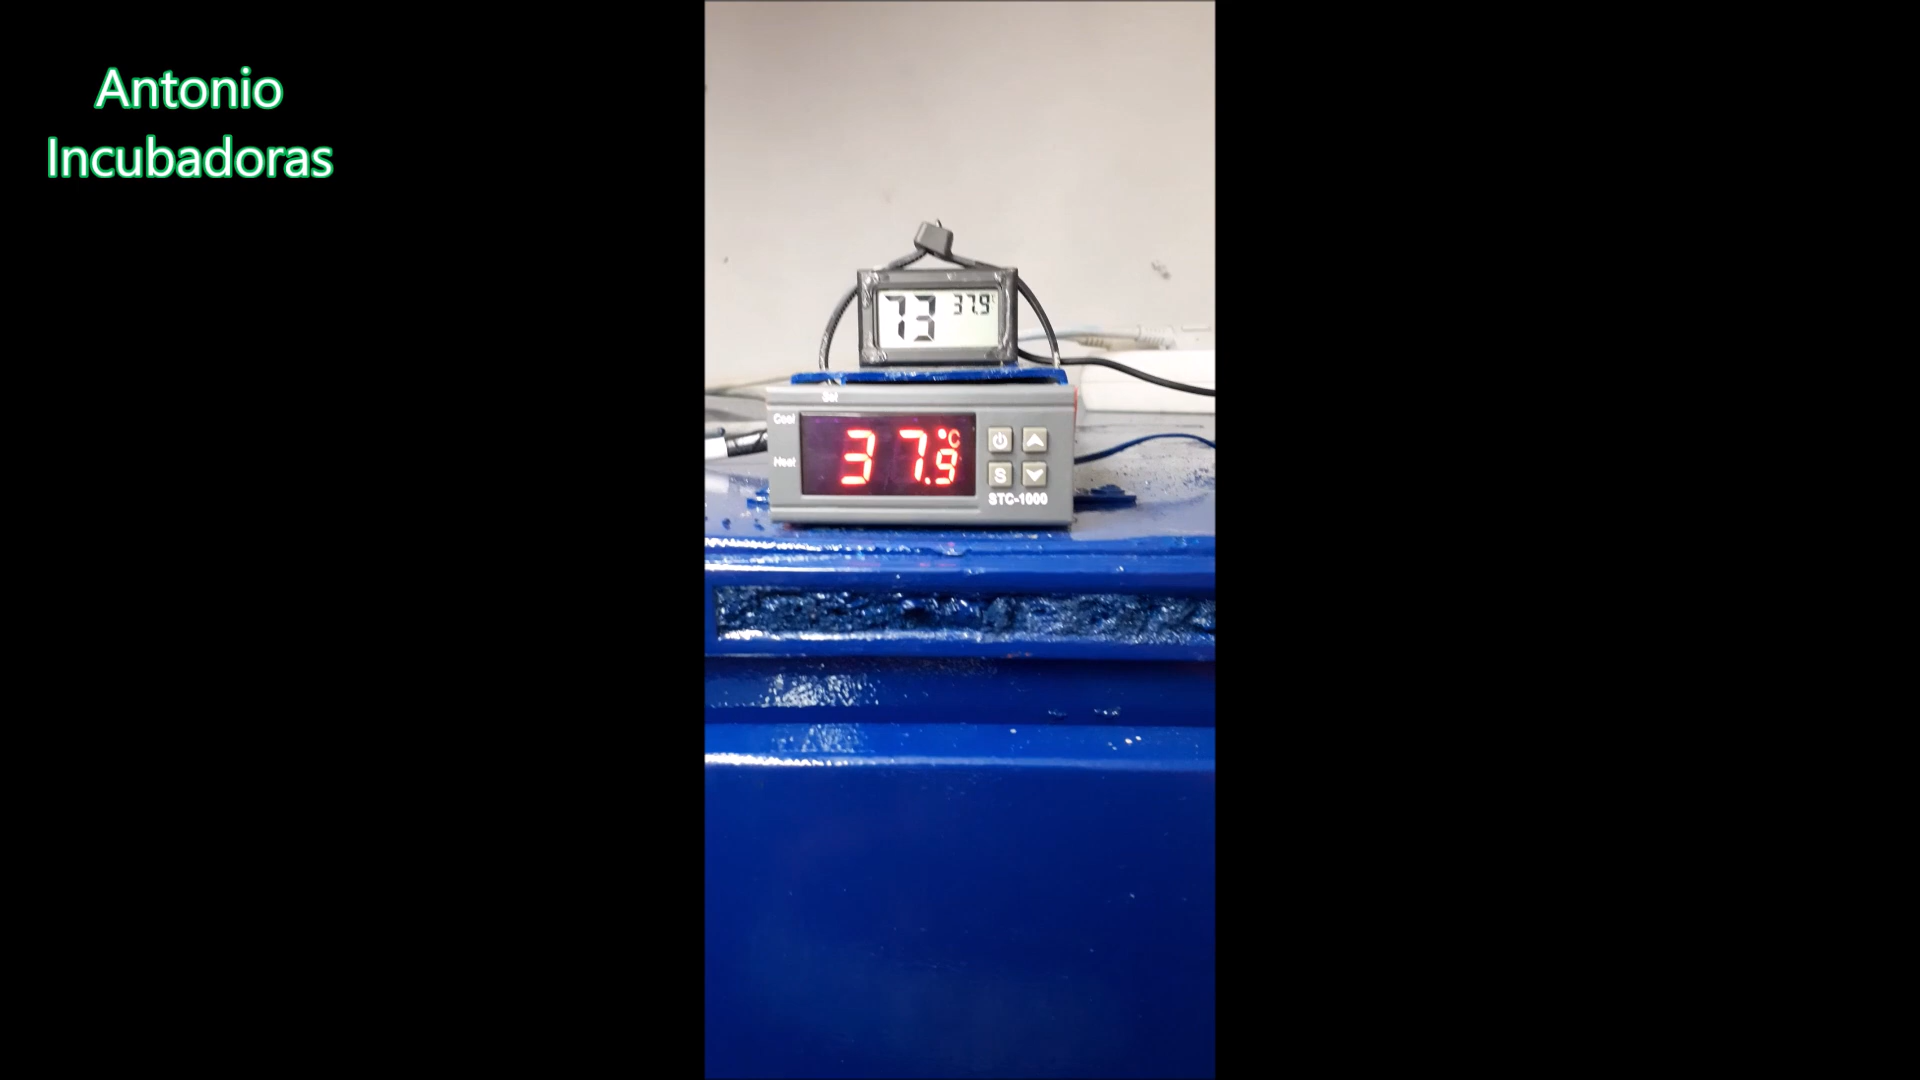 Antonio
Incubadoras
73 37.9
Set
Cool
37.9 °C
Heat
S
STC-1000